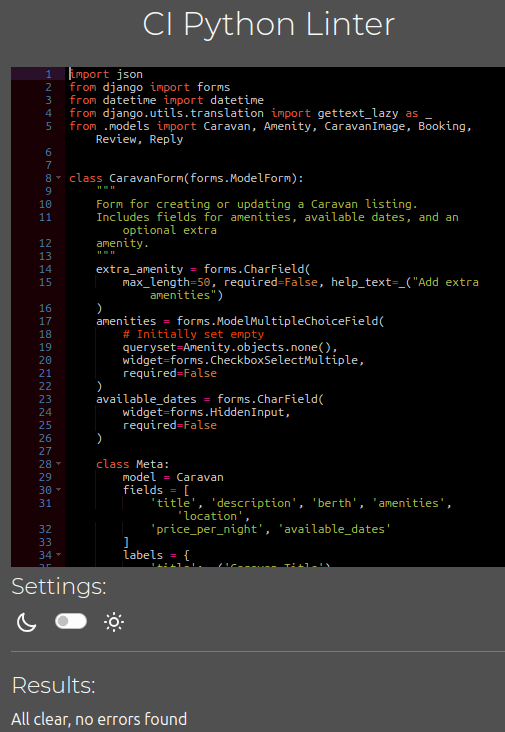 CI Python Linter
1 import json
2 from django import forms
3 from datetime import datetime
4 from django.utils.translation import gettext_lazy as _
5 from .models import Caravan, Amenity, CaravanImage, Booking,
Review, Reply
6
7
8 class CaravanForm(forms.ModelForm):
9 """
10 Form for creating or updating a Caravan listing.
11 Includes fields for amenities, available dates, and an
optional extra
12 amenity.
13 """
14 extra_amenity = forms.CharField(
15 max_length=50, required=False, help_text=_("Add extra
amenities")
16 )
17 amenities = forms.ModelMultipleChoiceField(
18 # Initially set empty
19 queryset=Amenity.objects.none(),
20 widget=forms.CheckboxSelectMultiple,
21 required=False
22 )
23 available_dates = forms.CharField(
24 widget=forms.HiddenInput,
25 required=False
26 )
27
28 class Meta:
29 model = Caravan
30 fields = [
31 'title', 'description', 'berth', 'amenities',
'location',
32 'price_per_night', 'available_dates'
33 ]
34 labels = {
35 'title': _('Caravan Title')
Settings:
Results:
All clear, no errors found